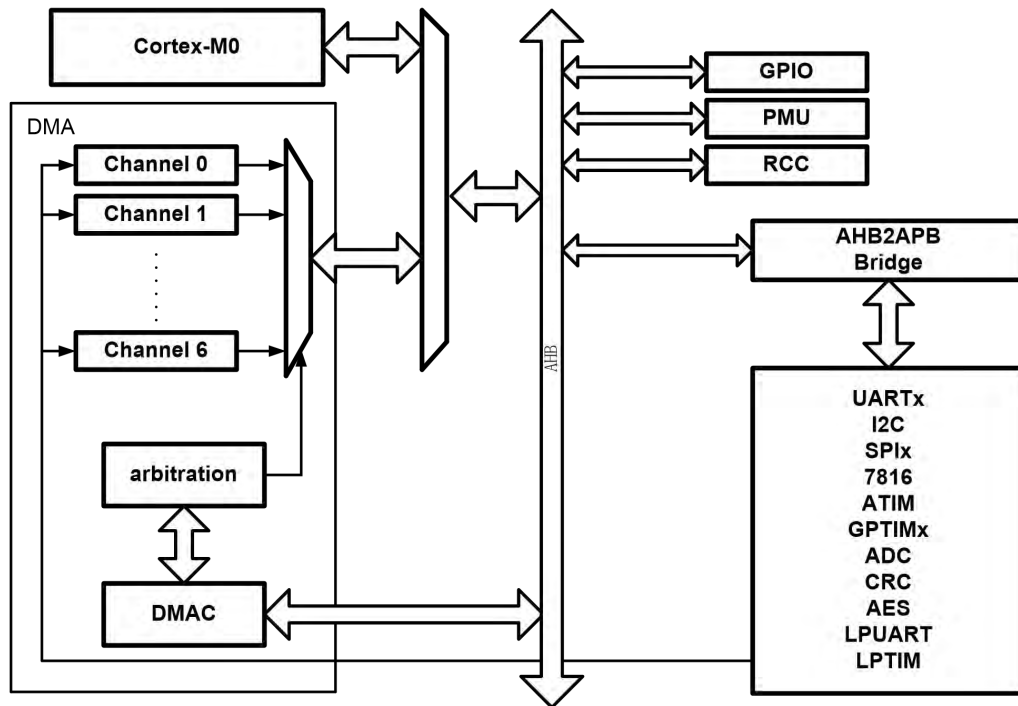 Cortex-M0
DMA
Channel 0
Channel 1
Channel 6
arbitration
DMAC
AHB
GPIO
PMU
RCC
AHB2APB
Bridge
UARTx
I2C
SPIx
7816
ATIM
GPTIMx
ADC
CRC
AES
LPUART
LPTIM